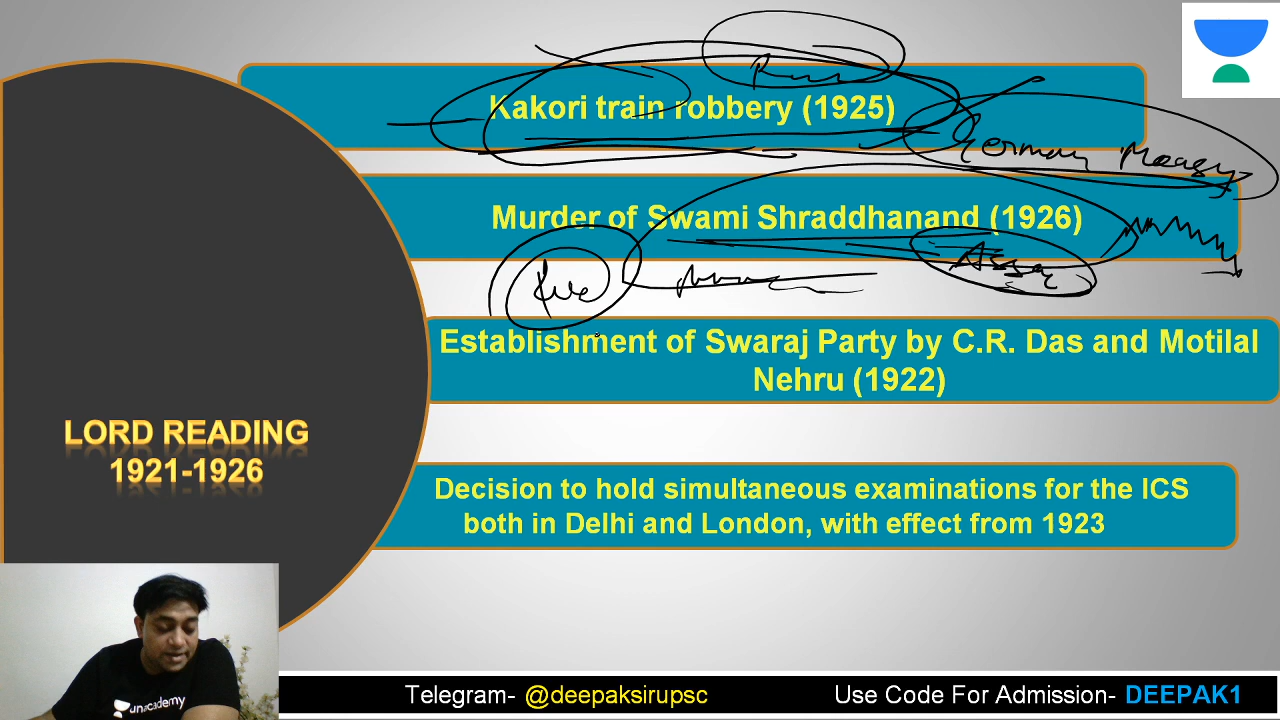 Kakori train robbery (1925)
German
Murder of Swami Shraddhanand (1926)
Establishment of Swaraj Party by C.R. Das and Motilal
Nehru (1922)
LORD READING
1921-1926
Decision to hold simultaneous examinations for the ICS
both in Delhi and London, with effect from 1923
unacademy
Telegram- @deepaksirupsc
Use Code For Admission- DEEPAK1